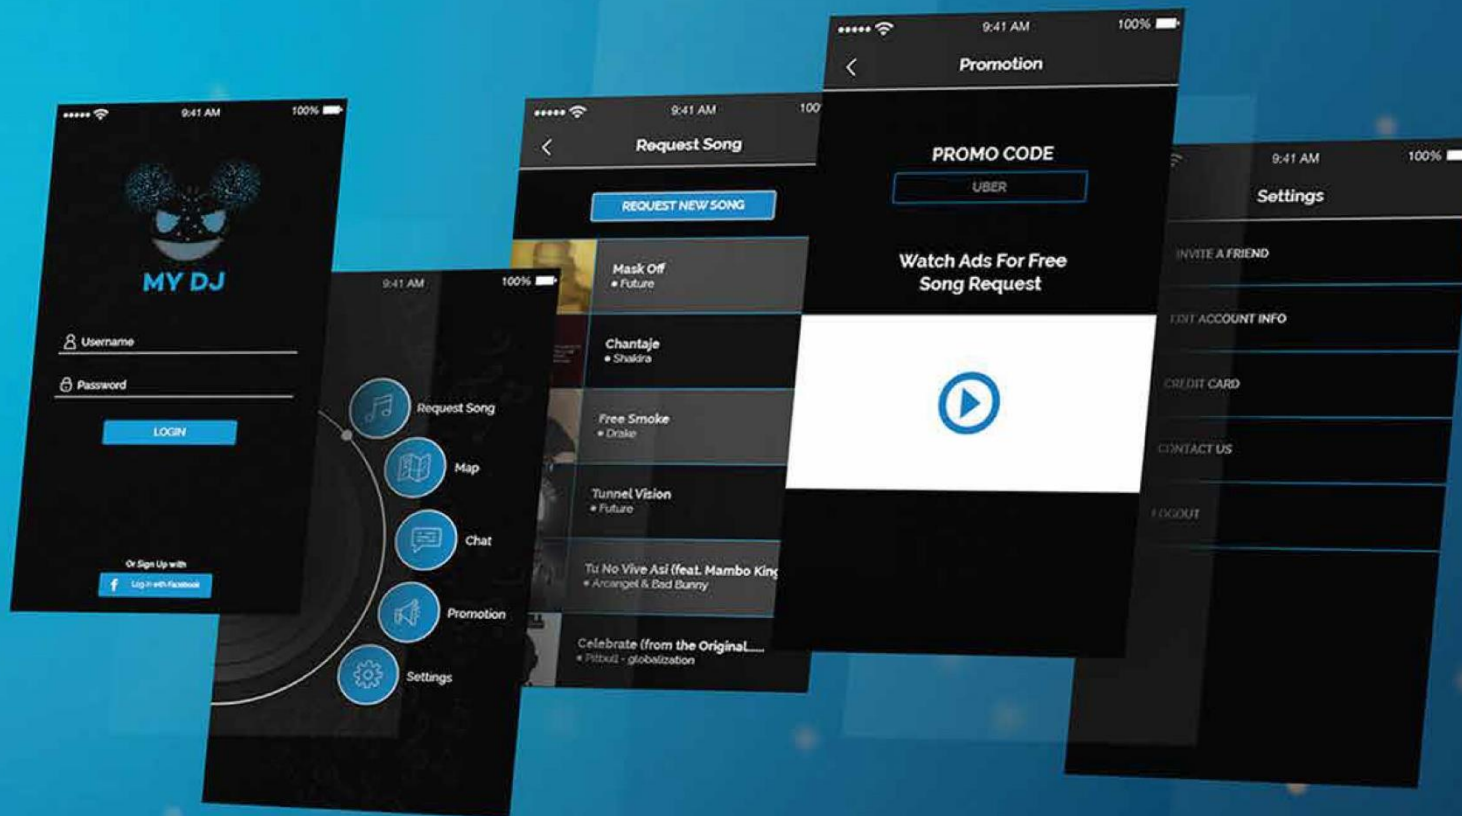 9:41 AM
100%
MY DJ
Username
Password
LOGIN
Or Sign Up with
f Log in with Facebook
9:41 AM
100%
Request Song
Map
Chat
Promotion
Settings
9:41 AM
100
Request Song
REQUEST NEW SONG
Mask Off
• Future
Chantaje
• Shakira
Free Smoke
• Drake
Tunnel Vision
• Future
Tu No Vive Asi (feat. Mambo King
• Arcangel & Bad Bunny
Celebrate (from the Original......
• Pitbull - globalization
9:41 AM
100%
Promotion
PROMO CODE
UBER
Watch Ads For Free
Song Request
9:41 AM
100%
Settings
INVITE A FRIEND
EDIT ACCOUNT INFO
CREDIT CARD
CONTACT US
LOGOUT